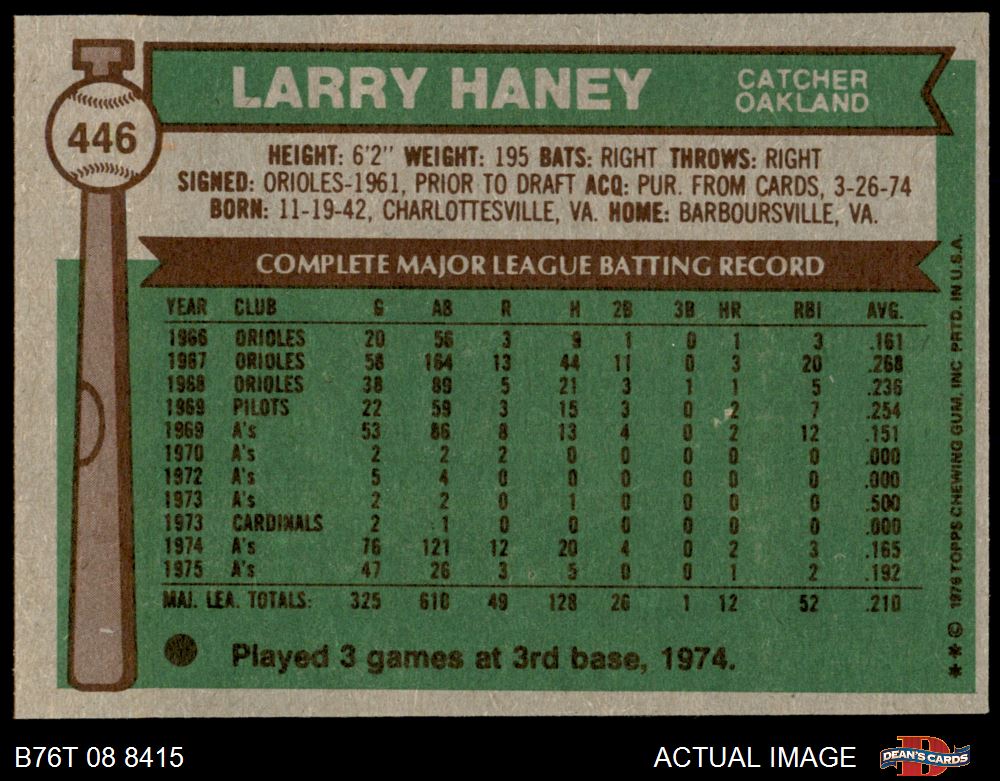 LARRY HANEY
CATCHER
OAKLAND
446
HEIGHT: 6'2" WEIGHT: 195 BATS: RIGHT THROWS: RIGHT
SIGNED: ORIOLES-1961, PRIOR TO DRAFT ACQ: PUR. FROM CARDS, 3-26-74
BORN: 11-19-42, CHARLOTTESVILLE, VA. HOME: BARBOURSVILLE, VA.
COMPLETE MAJOR LEAGUE BATTING RECORD
YEAR CLUB G AB R H 2B 3B HR RBI AVG.
1966 ORIOLES 20 56 3 9 1 0 1 3 .161
1967 ORIOLES 58 164 13 44 11 0 3 20 .268
1968 ORIOLES 38 89 5 21 3 1 1 5 .236
1969 PILOTS 22 59 3 15 3 0 2 7 .254
1969 A's 53 86 8 13 4 0 2 12 .151
1970 A's 2 2 2 0 0 0 0 0 .000
1972 A's 5 4 0 0 0 0 0 0 .000
1973 A's 2 2 0 1 0 0 0 0 .500
1973 CARDINALS 2 1 0 0 0 0 0 0 .000
1974 A's 76 121 12 20 4 0 2 3 .165
1975 A's 47 26 3 5 0 0 1 2 .192
MAJ. LEA. TOTALS: 325 610 49 128 26 1 12 52 .210
Played 3 games at 3rd base, 1974.
*** © 1976 TOPPS CHEWING GUM, INC PRTD. IN U.S.A.
B76T 08 8415
ACTUAL IMAGE
DEAN'S CARDS